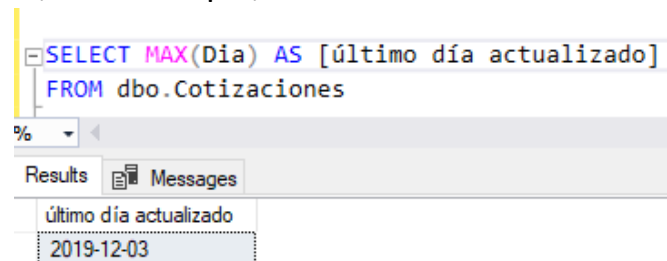 SELECT MAX(Dia) AS [último día actualizado]
FROM dbo.Cotizaciones
%
Results Messages
último día actualizado
2019-12-03